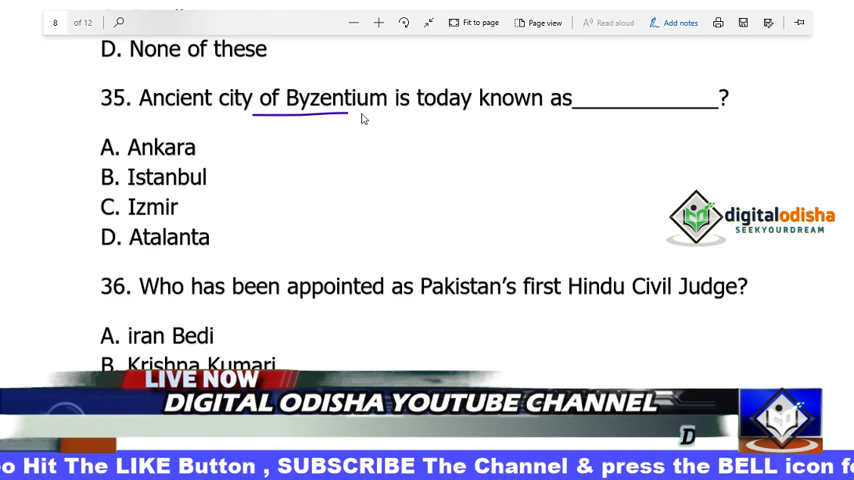 8 of 12 Fit to page Page view Read aloud Add notes
D. None of these
35. Ancient city of Byzentium is today known as_____________?
A. Ankara
B. Istanbul
C. Izmir
D. Atalanta
digitalodisha
SEEKYOURDREAM
36. Who has been appointed as Pakistan's first Hindu Civil Judge?
A. iran Bedi
B. Krishna Kumari
LIVE NOW
DIGITAL ODISHA YOUTUBE CHANNEL
D
eo Hit The LIKE Button , SUBSCRIBE The Channel & press the BELL icon fo